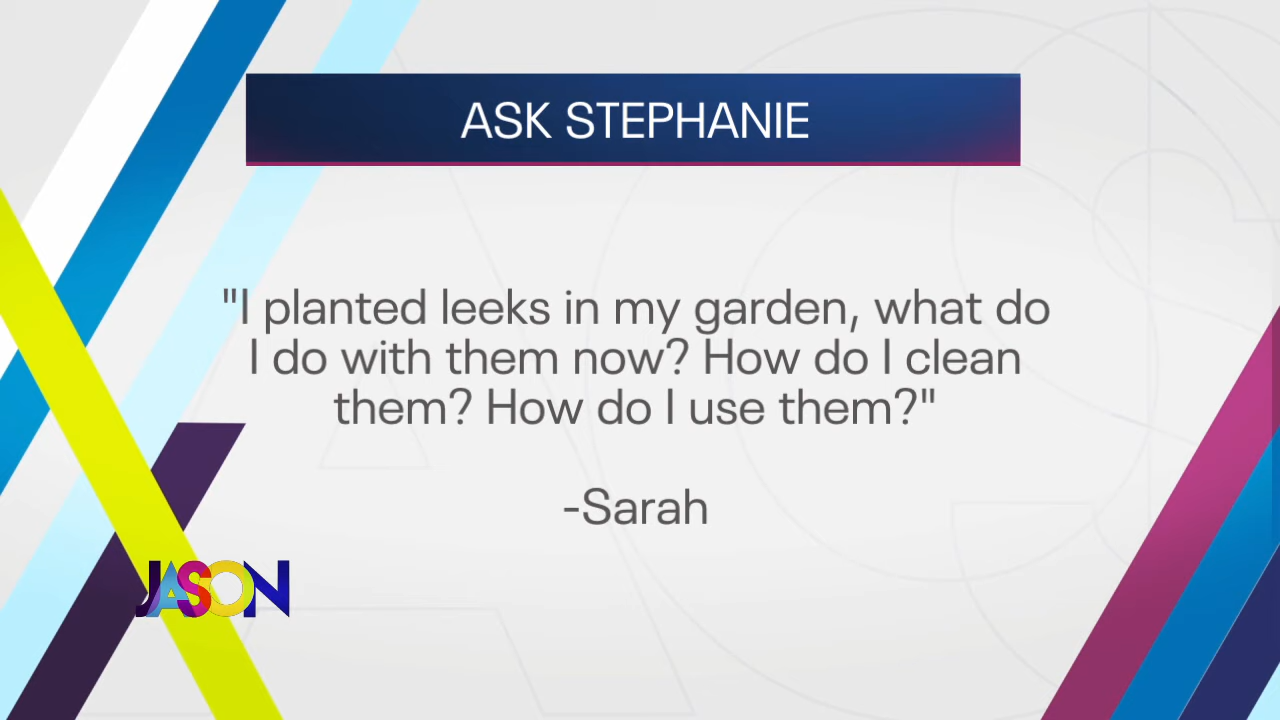 ASK STEPHANIE
"I planted leeks in my garden, what do
I do with them now? How do I clean
them? How do I use them?"
-Sarah
JASON